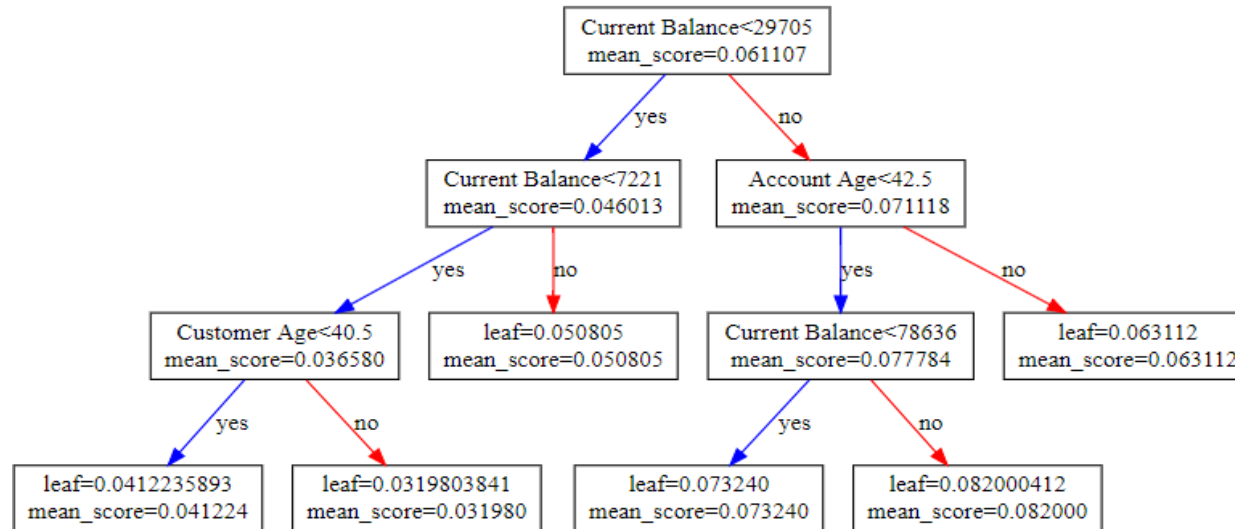 Current Balance<29705
mean_score=0.061107
yes
no
Current Balance<7221
mean_score=0.046013
Account Age<42.5
mean_score=0.071118
yes
no
yes
no
Customer Age<40.5
mean_score=0.036580
leaf=0.050805
mean_score=0.050805
Current Balance<78636
mean_score=0.077784
leaf=0.063112
mean_score=0.063112
yes
no
yes
no
leaf=0.0412235893
mean_score=0.041224
leaf=0.0319803841
mean_score=0.031980
leaf=0.073240
mean_score=0.073240
leaf=0.082000412
mean_score=0.082000